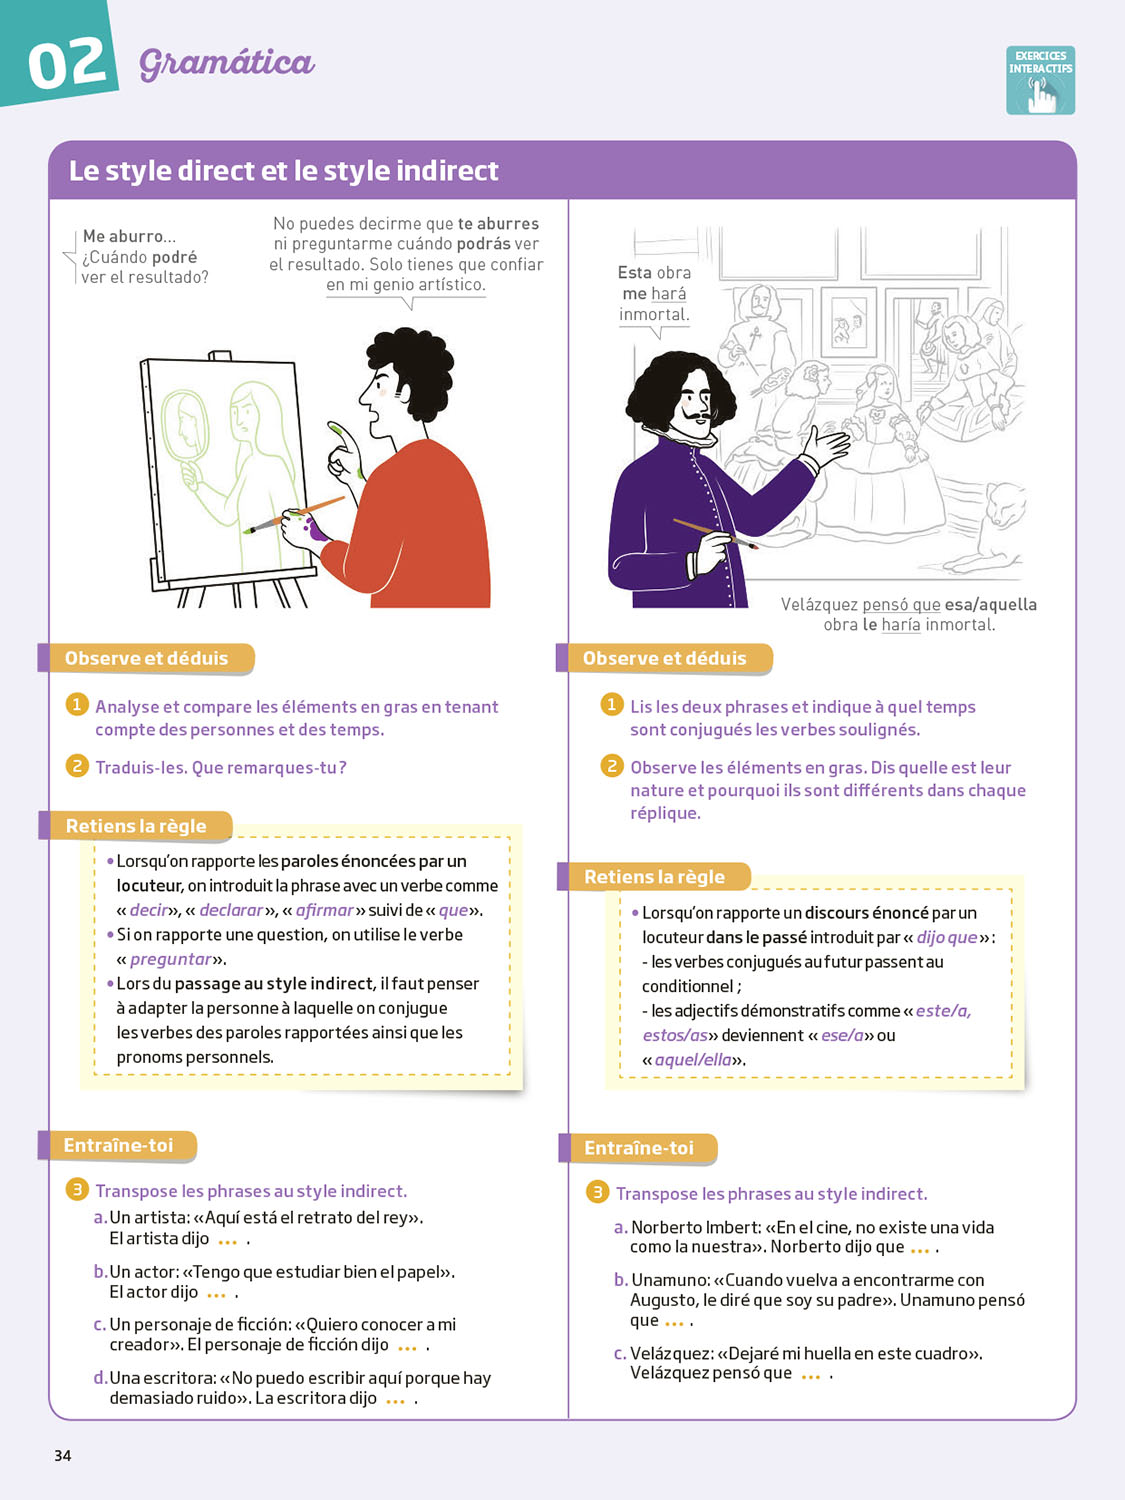 02
Gramática
EXERCICES
INTERACTIFS
Le style direct et le style indirect
Me aburro...
¿Cuándo podré
ver el resultado?
No puedes decirme que te aburres
ni preguntarme cuándo podrás ver
el resultado. Solo tienes que confiar
en mi genio artístico.
Observe et déduis
1 Analyse et compare les éléments en gras en tenant
compte des personnes et des temps.
2 Traduis-les. Que remarques-tu ?
Retiens la règle
• Lorsqu'on rapporte les paroles énoncées par un
locuteur, on introduit la phrase avec un verbe comme
« decir», « declarar», « afirmar» suivi de « que».
• Si on rapporte une question, on utilise le verbe
« preguntar».
• Lors du passage au style indirect, il faut penser
à adapter la personne à laquelle on conjugue
les verbes des paroles rapportées ainsi que les
pronoms personnels.
Entraîne-toi
3 Transpose les phrases au style indirect.
a. Un artista: «Aquí está el retrato del rey».
El artista dijo ... .
b. Un actor: «Tengo que estudiar bien el papel».
El actor dijo ... .
c. Un personaje de ficción: «Quiero conocer a mi
creador». El personaje de ficción dijo ... .
d. Una escritora: «No puedo escribir aquí porque hay
demasiado ruido». La escritora dijo ... .
Esta obra
me hará
inmortal.
Velázquez pensó que esa/aquella
obra le haría inmortal.
Observe et déduis
1 Lis les deux phrases et indique à quel temps
sont conjugués les verbes soulignés.
2 Observe les éléments en gras. Dis quelle est leur
nature et pourquoi ils sont différents dans chaque
réplique.
Retiens la règle
• Lorsqu'on rapporte un discours énoncé par un
locuteur dans le passé introduit par « dijo que» :
- les verbes conjugués au futur passent au
conditionnel ;
- les adjectifs démonstratifs comme « este/a,
estos/as» deviennent « ese/a» ou
« aquel/ella».
Entraîne-toi
3 Transpose les phrases au style indirect.
a. Norberto Imbert: «En el cine, no existe una vida
como la nuestra». Norberto dijo que ... .
b. Unamuno: «Cuando vuelva a encontrarme con
Augusto, le diré que soy su padre». Unamuno pensó
que ... .
c. Velázquez: «Dejaré mi huella en este cuadro».
Velázquez pensó que ... .
34